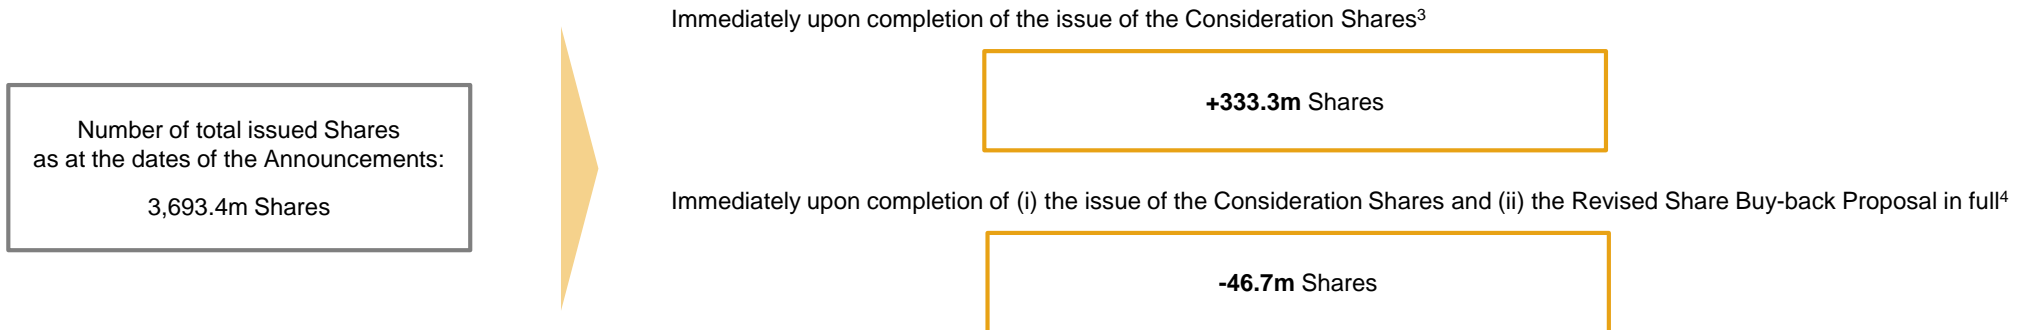 Number of total issued Shares
as at the dates of the Announcements:
3,693.4m Shares
Immediately upon completion of the issue of the Consideration Shares³
+333.3m Shares
Immediately upon completion of (i) the issue of the Consideration Shares and (ii) the Revised Share Buy-back Proposal in full⁴
-46.7m Shares